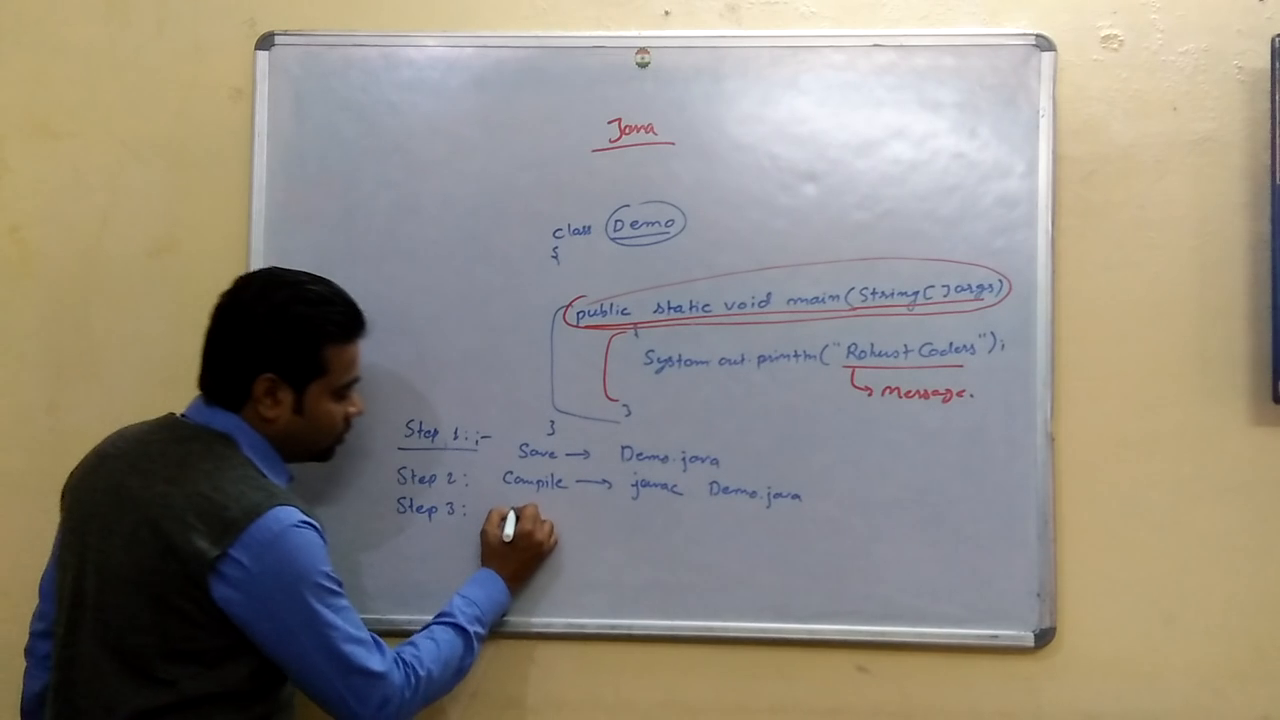 Java
class Demo
{
public static void main(String[]args)
{
System.out.println("Robust Coders");
→ Message.
}
}
Step 1:;-
Save → Demo.java
Step 2: Compile → javac Demo.java
Step 3: